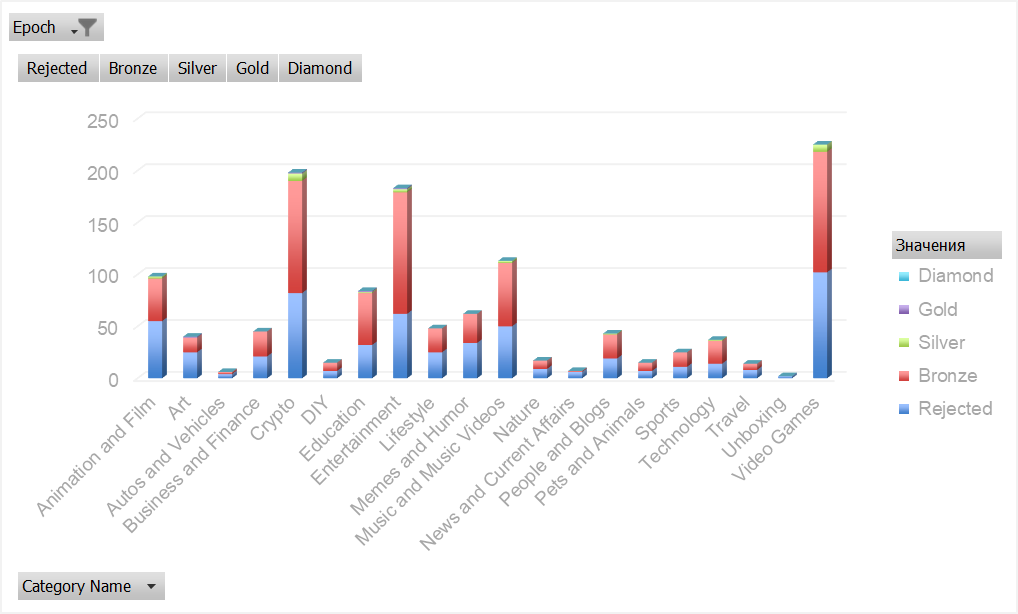 Epoch
Rejected Bronze Silver Gold Diamond
250
200
150
100
50
0
Animation and Film
Art
Autos and Vehicles
Business and Finance
Crypto
DIY
Education
Entertainment
Lifestyle
Memes and Humor
Music and Music Videos
Nature
News and Current Affairs
People and Blogs
Pets and Animals
Sports
Technology
Travel
Unboxing
Video Games
Значения
Diamond
Gold
Silver
Bronze
Rejected
Category Name